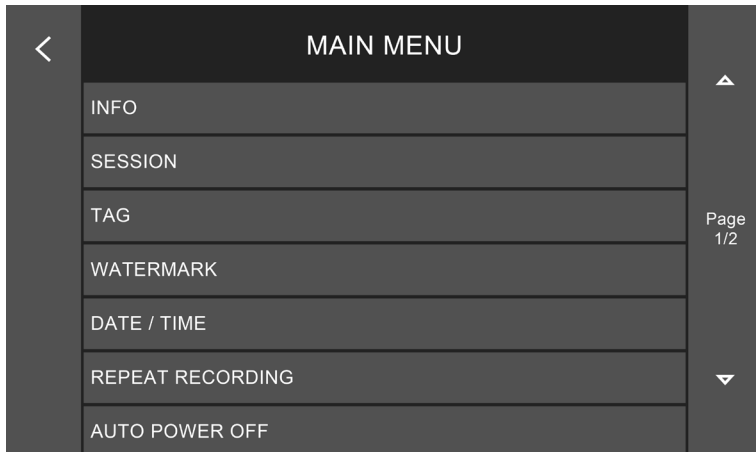 MAIN MENU
INFO
SESSION
TAG
WATERMARK
DATE / TIME
REPEAT RECORDING
AUTO POWER OFF
Page
1/2